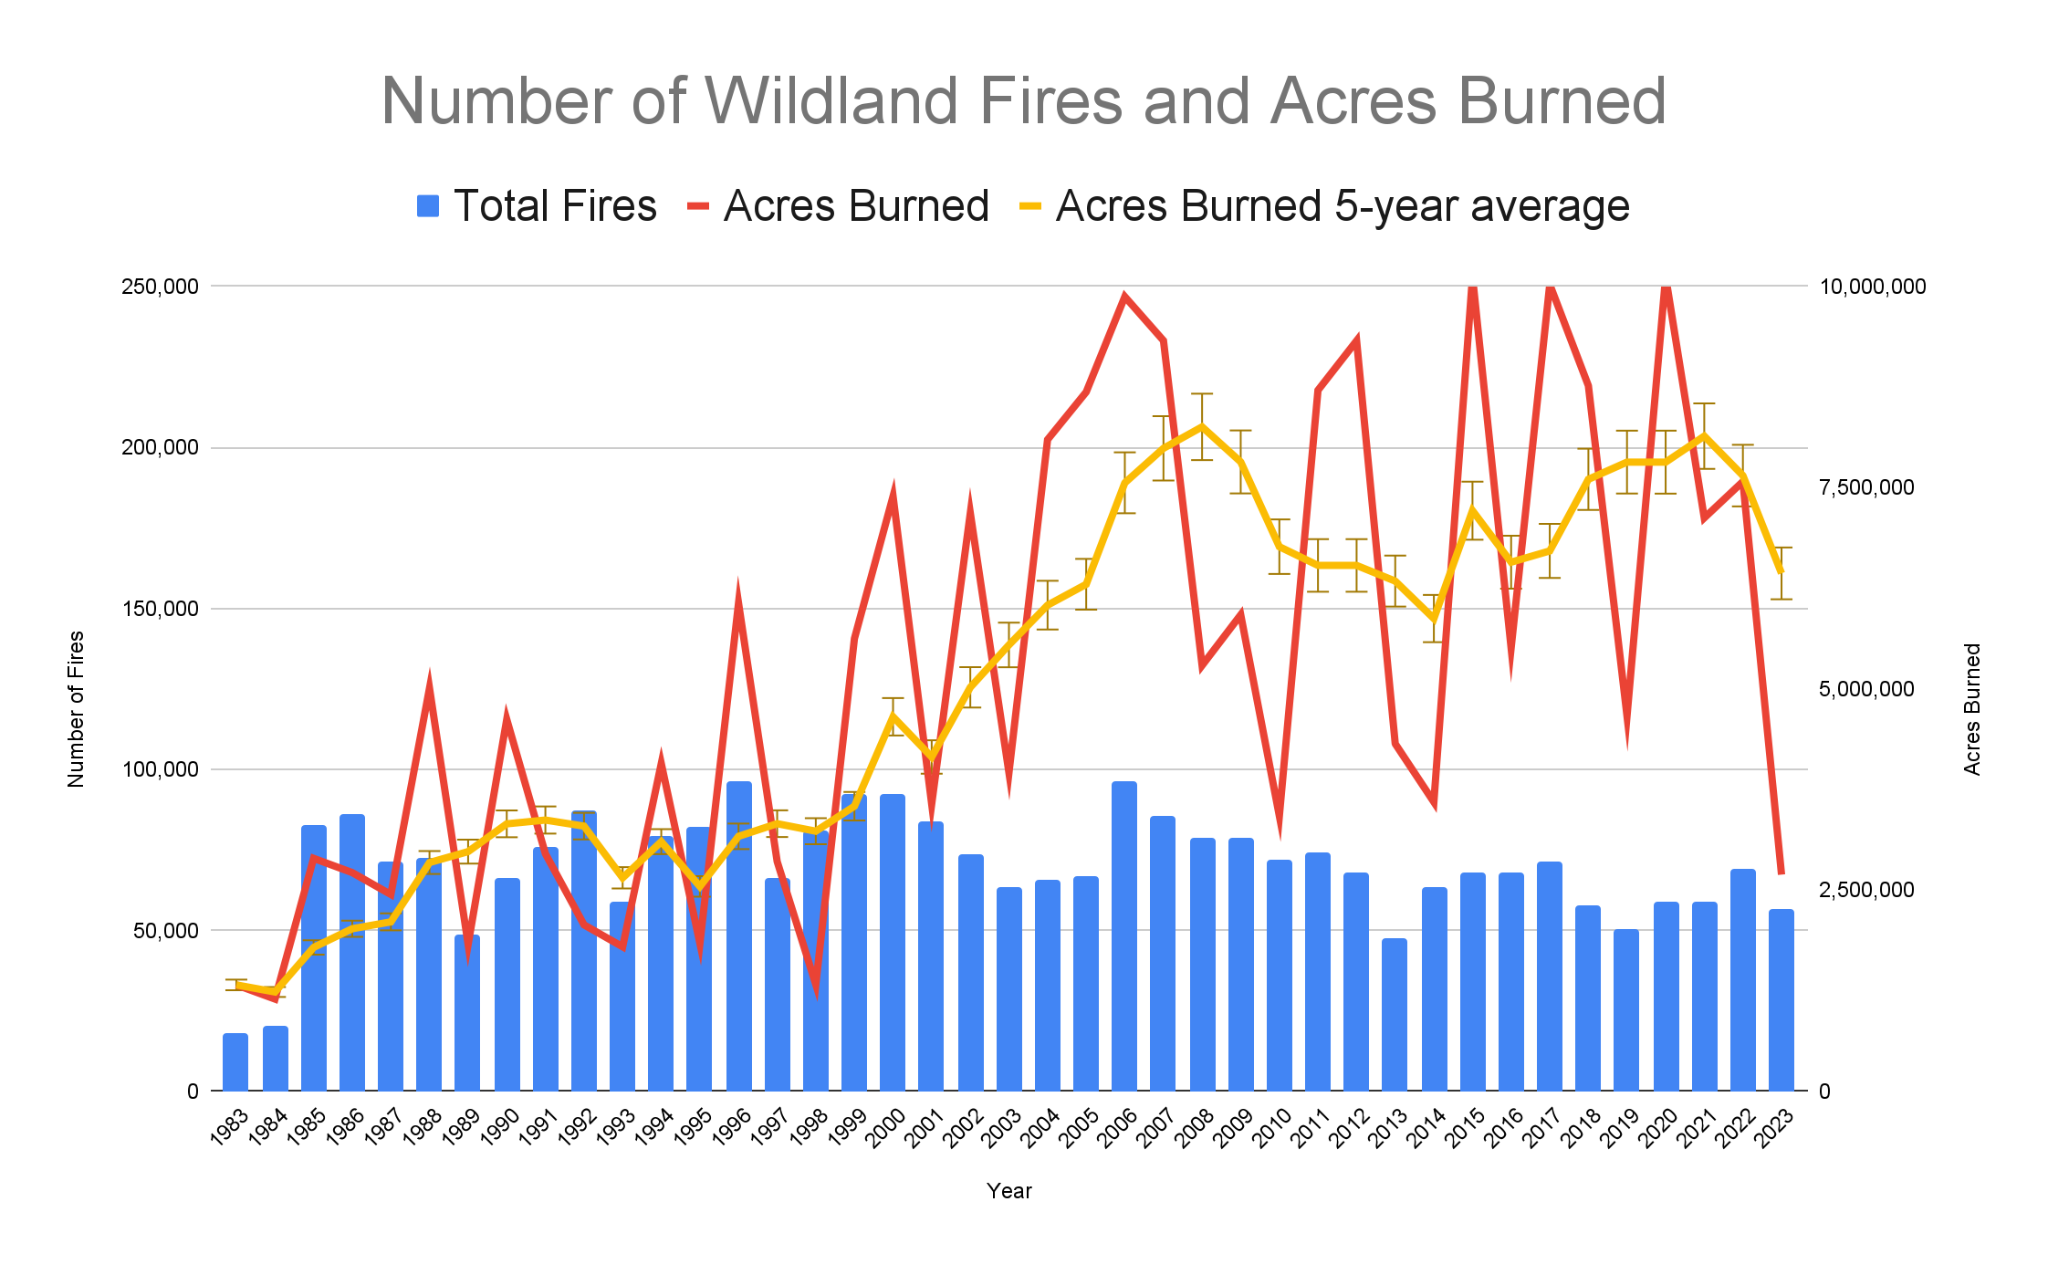 Number of Wildland Fires and Acres Burned
Total Fires Acres Burned Acres Burned 5-year average
250,000
200,000
150,000
100,000
50,000
0
Number of Fires
10,000,000
7,500,000
5,000,000
2,500,000
0
Acres Burned
1983 1984 1985 1986 1987 1988 1989 1990 1991 1992 1993 1994 1995 1996 1997 1998 1999 2000 2001 2002 2003 2004 2005 2006 2007 2008 2009 2010 2011 2012 2013 2014 2015 2016 2017 2018 2019 2020 2021 2022 2023
Year